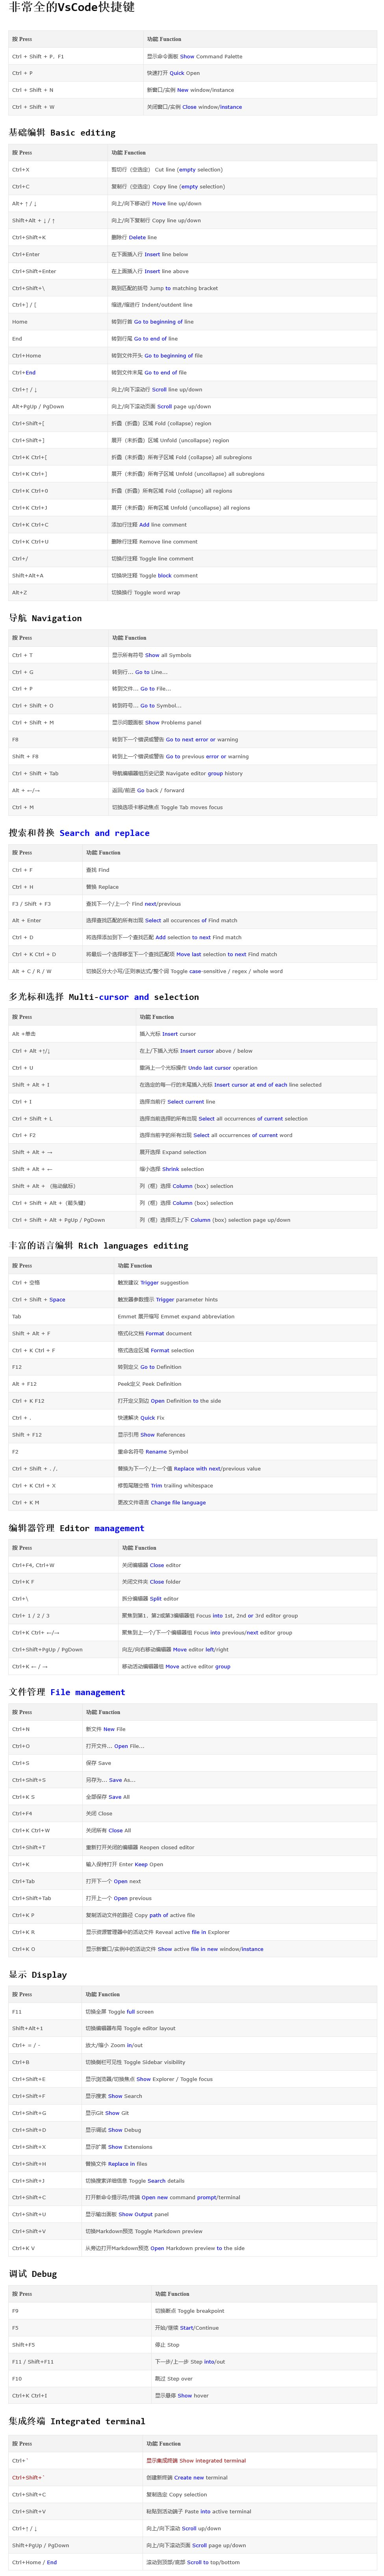 非常全的VsCode快捷键
按 Press 功能 Function
Ctrl + Shift + P，F1 显示命令面板 Show Command Palette
Ctrl + P 快速打开 Quick Open
Ctrl + Shift + N 新窗口/实例 New window/instance
Ctrl + Shift + W 关闭窗口/实例 Close window/instance
基础编辑 Basic editing
按 Press 功能 Function
Ctrl+X 剪切行（空选定） Cut line (empty selection)
Ctrl+C 复制行（空选定）Copy line (empty selection)
Alt+ ↑ / ↓ 向上/向下移动行 Move line up/down
Shift+Alt + ↓ / ↑ 向上/向下复制行 Copy line up/down
Ctrl+Shift+K 删除行 Delete line
Ctrl+Enter 在下面插入行 Insert line below
Ctrl+Shift+Enter 在上面插入行 Insert line above
Ctrl+Shift+\ 跳到匹配的括号 Jump to matching bracket
Ctrl+] / [ 缩进/缩进行 Indent/outdent line
Home 转到行首 Go to beginning of line
End 转到行尾 Go to end of line
Ctrl+Home 转到文件开头 Go to beginning of file
Ctrl+End 转到文件末尾 Go to end of file
Ctrl+↑ / ↓ 向上/向下滚动行 Scroll line up/down
Alt+PgUp / PgDown 向上/向下滚动页面 Scroll page up/down
Ctrl+Shift+[ 折叠（折叠）区域 Fold (collapse) region
Ctrl+Shift+] 展开（未折叠）区域 Unfold (uncollapse) region
Ctrl+K Ctrl+[ 折叠（折叠）所有子区域 Fold (collapse) all subregions
Ctrl+K Ctrl+] 展开（未折叠）所有子区域 Unfold (uncollapse) all subregions
Ctrl+K Ctrl+0 折叠（折叠）所有区域 Fold (collapse) all regions
Ctrl+K Ctrl+J 展开（未折叠）所有区域 Unfold (uncollapse) all regions
Ctrl+K Ctrl+C 添加行注释 Add line comment
Ctrl+K Ctrl+U 删除行注释 Remove line comment
Ctrl+/ 切换行注释 Toggle line comment
Shift+Alt+A 切换块注释 Toggle block comment
Alt+Z 切换换行 Toggle word wrap
导航 Navigation
按 Press 功能 Function
Ctrl + T 显示所有符号 Show all Symbols
Ctrl + G 转到行... Go to Line...
Ctrl + P 转到文件... Go to File...
Ctrl + Shift + O 转到符号... Go to Symbol...
Ctrl + Shift + M 显示问题面板 Show Problems panel
F8 转到下一个错误或警告 Go to next error or warning
Shift + F8 转到上一个错误或警告 Go to previous error or warning
Ctrl + Shift + Tab 导航编辑器组历史记录 Navigate editor group history
Alt + ←/→ 返回/前进 Go back / forward
Ctrl + M 切换选项卡移动焦点 Toggle Tab moves focus
搜索和替换 Search and replace
按 Press 功能 Function
Ctrl + F 查找 Find
Ctrl + H 替换 Replace
F3 / Shift + F3 查找下一个/上一个 Find next/previous
Alt + Enter 选择查找匹配的所有出现 Select all occurences of Find match
Ctrl + D 将选择添加到下一个查找匹配 Add selection to next Find match
Ctrl + K Ctrl + D 将最后一个选择移至下一个查找匹配项 Move last selection to next Find match
Alt + C / R / W 切换区分大小写/正则表达式/整个词 Toggle case-sensitive / regex / whole word
多光标和选择 Multi-cursor and selection
按 Press 功能 Function
Alt +单击 插入光标 Insert cursor
Ctrl + Alt +↑/↓ 在上/下插入光标 Insert cursor above / below
Ctrl + U 撤消上一个光标操作 Undo last cursor operation
Shift + Alt + I 在选定的每一行的末尾插入光标 Insert cursor at end of each line selected
Ctrl + I 选择当前行 Select current line
Ctrl + Shift + L 选择当前选择的所有出现 Select all occurrences of current selection
Ctrl + F2 选择当前字的所有出现 Select all occurrences of current word
Shift + Alt + → 展开选择 Expand selection
Shift + Alt + ← 缩小选择 Shrink selection
Shift + Alt + （拖动鼠标） 列（框）选择 Column (box) selection
Ctrl + Shift + Alt +（箭头键） 列（框）选择 Column (box) selection
Ctrl + Shift + Alt + PgUp / PgDown 列（框）选择页上/下 Column (box) selection page up/down
丰富的语言编辑 Rich languages editing
按 Press 功能 Function
Ctrl + 空格 触发建议 Trigger suggestion
Ctrl + Shift + Space 触发器参数提示 Trigger parameter hints
Tab Emmet 展开缩写 Emmet expand abbreviation
Shift + Alt + F 格式化文档 Format document
Ctrl + K Ctrl + F 格式选定区域 Format selection
F12 转到定义 Go to Definition
Alt + F12 Peek定义 Peek Definition
Ctrl + K F12 打开定义到边 Open Definition to the side
Ctrl + . 快速解决 Quick Fix
Shift + F12 显示引用 Show References
F2 重命名符号 Rename Symbol
Ctrl + Shift + . /, 替换为下一个/上一个值 Replace with next/previous value
Ctrl + K Ctrl + X 修剪尾随空格 Trim trailing whitespace
Ctrl + K M 更改文件语言 Change file language
编辑器管理 Editor management
按 Press 功能 Function
Ctrl+F4, Ctrl+W 关闭编辑器 Close editor
Ctrl+K F 关闭文件夹 Close folder
Ctrl+\ 拆分编辑器 Split editor
Ctrl+ 1 / 2 / 3 聚焦到第1，第2或第3编辑器组 Focus into 1st, 2nd or 3rd editor group
Ctrl+K Ctrl+ ←/→ 聚焦到上一个/下一个编辑器组 Focus into previous/next editor group
Ctrl+Shift+PgUp / PgDown 向左/向右移动编辑器 Move editor left/right
Ctrl+K ← / → 移动活动编辑器组 Move active editor group
文件管理 File management
按 Press 功能 Function
Ctrl+N 新文件 New File
Ctrl+O 打开文件... Open File...
Ctrl+S 保存 Save
Ctrl+Shift+S 另存为... Save As...
Ctrl+K S 全部保存 Save All
Ctrl+F4 关闭 Close
Ctrl+K Ctrl+W 关闭所有 Close All
Ctrl+Shift+T 重新打开关闭的编辑器 Reopen closed editor
Ctrl+K 输入保持打开 Enter Keep Open
Ctrl+Tab 打开下一个 Open next
Ctrl+Shift+Tab 打开上一个 Open previous
Ctrl+K P 复制活动文件的路径 Copy path of active file
Ctrl+K R 显示资源管理器中的活动文件 Reveal active file in Explorer
Ctrl+K O 显示新窗口/实例中的活动文件 Show active file in new window/instance
显示 Display
按 Press 功能 Function
F11 切换全屏 Toggle full screen
Shift+Alt+1 切换编辑器布局 Toggle editor layout
Ctrl+ = / - 放大/缩小 Zoom in/out
Ctrl+B 切换侧栏可见性 Toggle Sidebar visibility
Ctrl+Shift+E 显示浏览器/切换焦点 Show Explorer / Toggle focus
Ctrl+Shift+F 显示搜索 Show Search
Ctrl+Shift+G 显示Git Show Git
Ctrl+Shift+D 显示调试 Show Debug
Ctrl+Shift+X 显示扩展 Show Extensions
Ctrl+Shift+H 替换文件 Replace in files
Ctrl+Shift+J 切换搜索详细信息 Toggle Search details
Ctrl+Shift+C 打开新命令提示符/终端 Open new command prompt/terminal
Ctrl+Shift+U 显示输出面板 Show Output panel
Ctrl+Shift+V 切换Markdown预览 Toggle Markdown preview
Ctrl+K V 从旁边打开Markdown预览 Open Markdown preview to the side
调试 Debug
按 Press 功能 Function
F9 切换断点 Toggle breakpoint
F5 开始/继续 Start/Continue
Shift+F5 停止 Stop
F11 / Shift+F11 下一步/上一步 Step into/out
F10 跳过 Step over
Ctrl+K Ctrl+I 显示悬停 Show hover
集成终端 Integrated terminal
按 Press 功能 Function
Ctrl+` 显示集成终端 Show integrated terminal
Ctrl+Shift+` 创建新终端 Create new terminal
Ctrl+Shift+C 复制选定 Copy selection
Ctrl+Shift+V 粘贴到活动端子 Paste into active terminal
Ctrl+↑ / ↓ 向上/向下滚动 Scroll up/down
Shift+PgUp / PgDown 向上/向下滚动页面 Scroll page up/down
Ctrl+Home / End 滚动到顶部/底部 Scroll to top/bottom